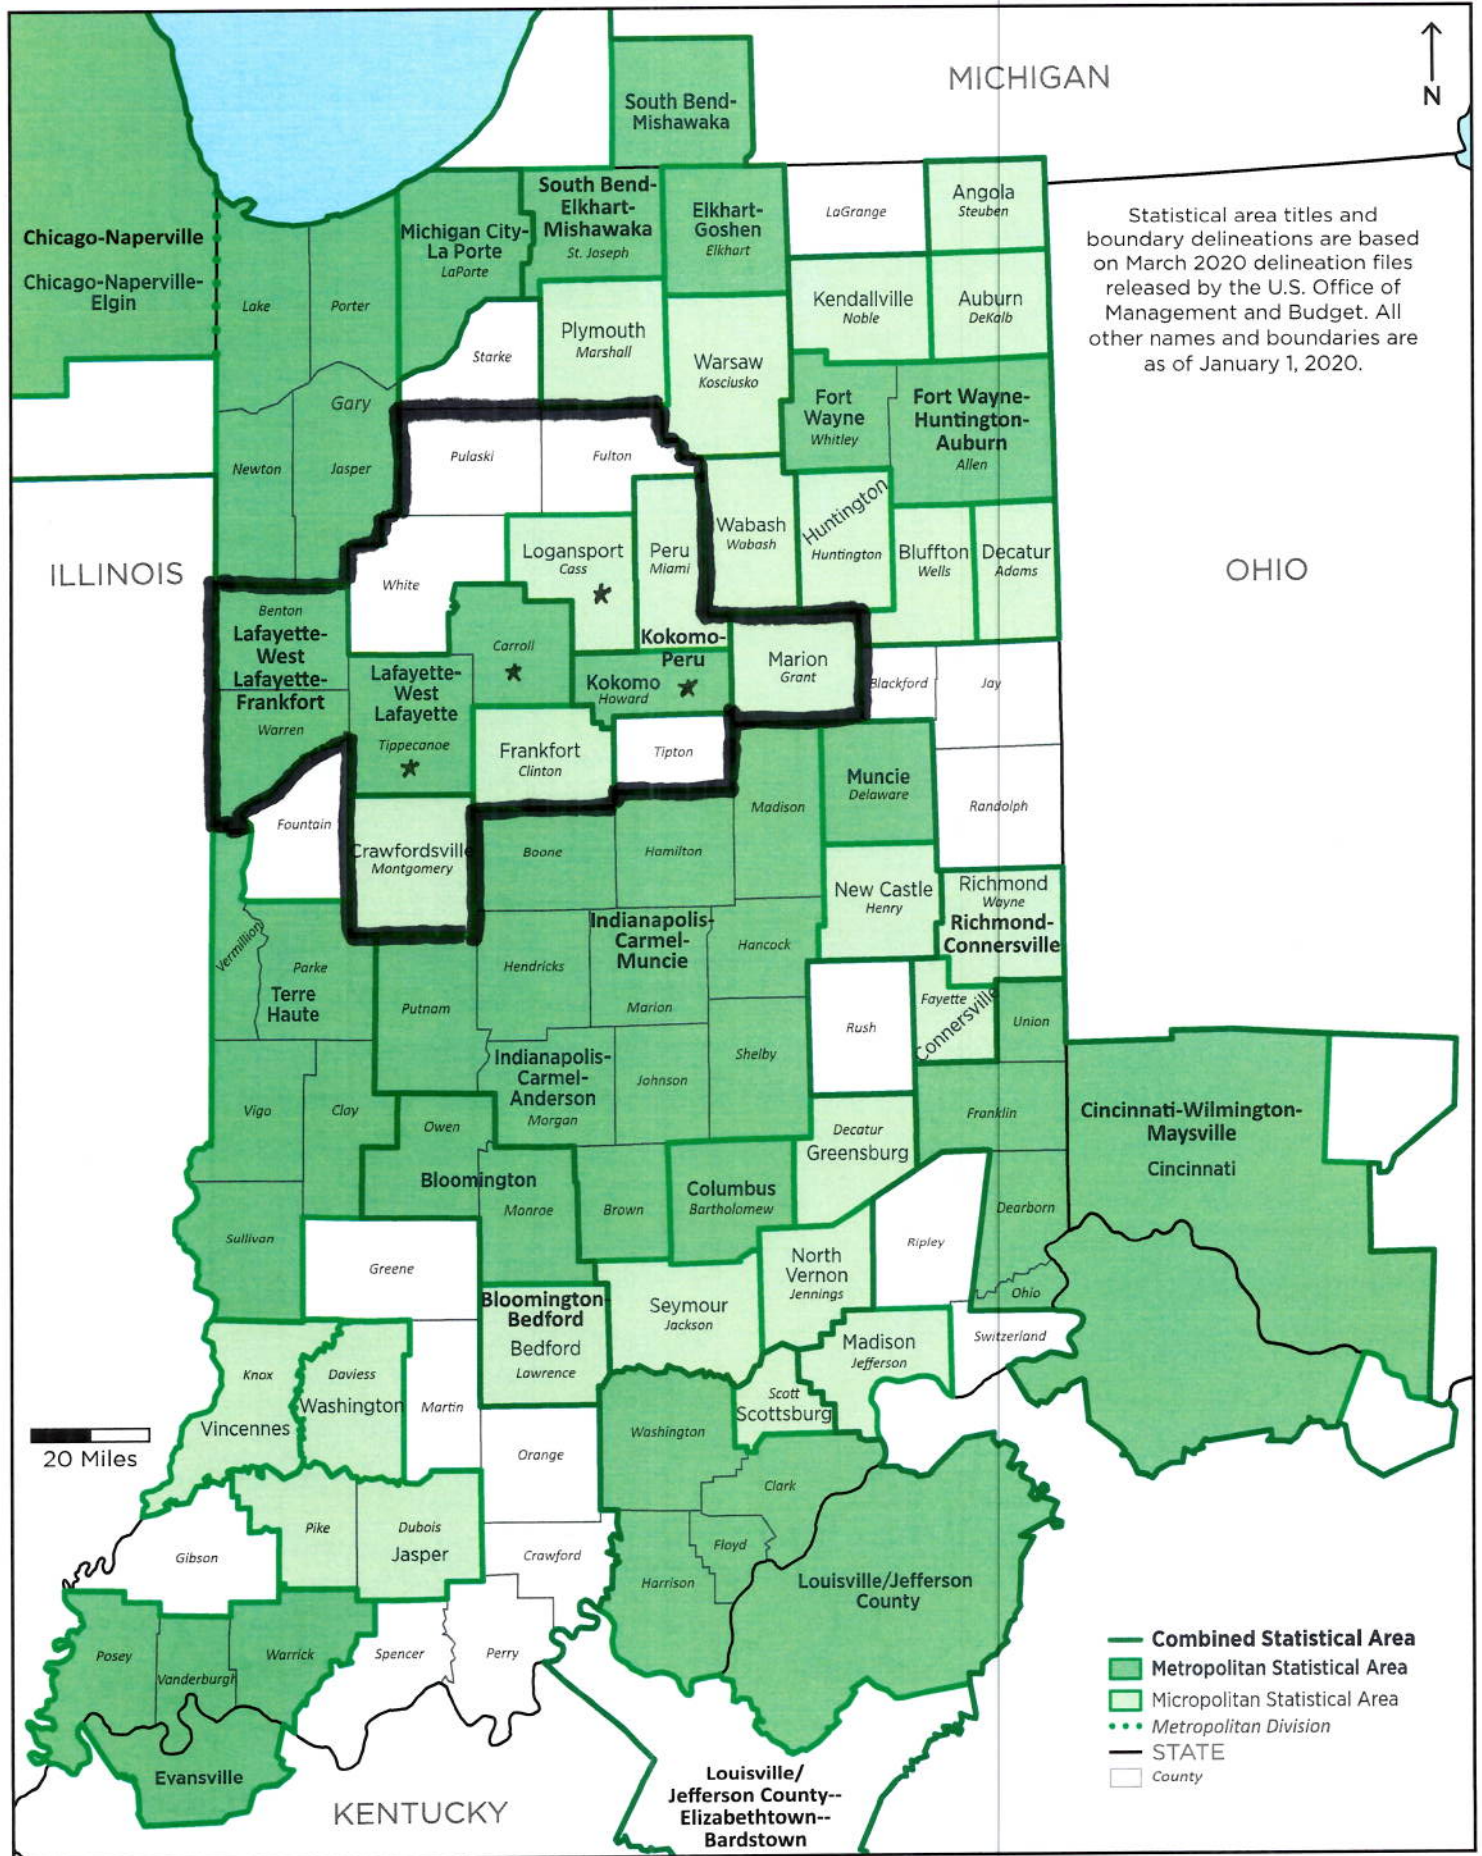 MICHIGAN
N
South Bend-
Mishawaka
Statistical area titles and
boundary delineations are based
on March 2020 delineation files
released by the U.S. Office of
Management and Budget. All
other names and boundaries are
as of January 1, 2020.
Chicago-Naperville
Chicago-Naperville-
Elgin
Lake
Porter
Michigan City-
La Porte
LaPorte
South Bend-
Elkhart-
Mishawaka
St. Joseph
Elkhart-
Goshen
Elkhart
LaGrange
Angola
Steuben
Starke
Plymouth
Marshall
Warsaw
Kosciusko
Kendallville
Noble
Auburn
DeKalb
Gary
Newton
Jasper
Pulaski
Fulton
Fort
Wayne
Whitley
Fort Wayne-
Huntington-
Auburn
Allen
ILLINOIS
OHIO
White
Logansport
Cass
Peru
Miami
Wabash
Wabash
Huntington
Huntington
Bluffton
Wells
Decatur
Adams
Benton
Lafayette-
West
Lafayette-
Frankfort
Warren
Lafayette-
West
Lafayette
Tippecanoe
Carroll
Kokomo-
Peru
Kokomo
Howard
Marion
Grant
Blackford
Jay
Frankfort
Clinton
Tipton
Madison
Muncie
Delaware
Randolph
Fountain
Crawfordsville
Montgomery
Boone
Hamilton
New Castle
Henry
Richmond
Wayne
Richmond-
Connersville
Vermillion
Parke
Terre
Haute
Putnam
Hendricks
Indianapolis-
Carmel-
Muncie
Marion
Hancock
Rush
Fayette
Connersville
Union
Vigo
Clay
Owen
Indianapolis-
Carmel-
Anderson
Morgan
Johnson
Shelby
Decatur
Greensburg
Franklin
Cincinnati-Wilmington-
Maysville
Cincinnati
Bloomington
Monroe
Brown
Columbus
Bartholomew
Dearborn
Ripley
Ohio
Sullivan
Greene
Bloomington-
Bedford
Bedford
Lawrence
Seymour
Jackson
North
Vernon
Jennings
Madison
Jefferson
Switzerland
Knox
Vincennes
Daviess
Washington
Martin
Orange
Washington
Scott
Scottsburg
Clark
20 Miles
Gibson
Pike
Dubois
Jasper
Crawford
Floyd
Harrison
Louisville/Jefferson
County
Posey
Vanderburgh
Warrick
Spencer
Perry
Evansville
KENTUCKY
Louisville/
Jefferson County--
Elizabethtown--
Bardstown
Combined Statistical Area
Metropolitan Statistical Area
Micropolitan Statistical Area
Metropolitan Division
STATE
County